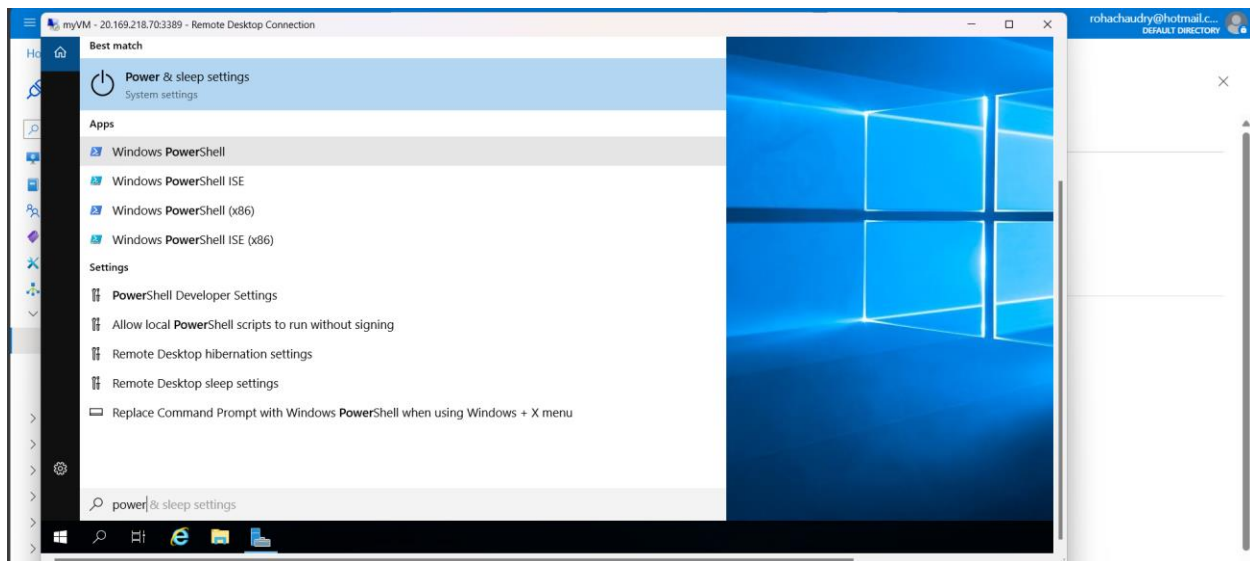 myVM - 20.169.218.70:3389 - Remote Desktop Connection
rohachaudry@hotmail.c...
DEFAULT DIRECTORY
Ho
Best match
Power & sleep settings
System settings
Apps
Windows PowerShell
Windows PowerShell ISE
Windows PowerShell (x86)
Windows PowerShell ISE (x86)
Settings
PowerShell Developer Settings
Allow local PowerShell scripts to run without signing
Remote Desktop hibernation settings
Remote Desktop sleep settings
Replace Command Prompt with Windows PowerShell when using Windows + X menu
power & sleep settings